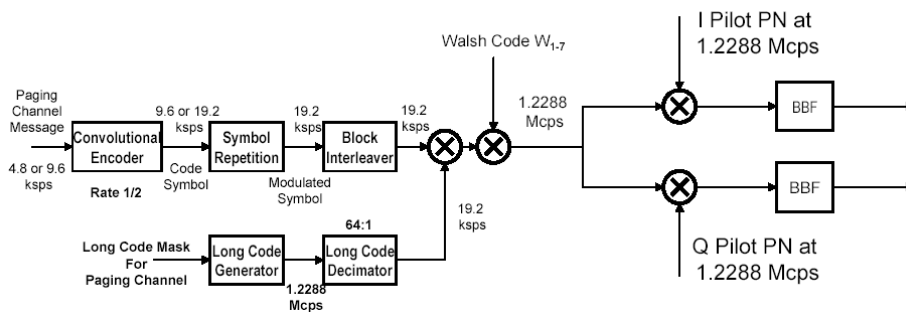 I Pilot PN at
1.2288 Mcps
Walsh Code W1-7
Paging
Channel
Message
9.6 or 19.2
ksps
19.2
ksps
19.2
ksps
1.2288
Mcps
Convolutional
Encoder
Symbol
Repetition
Block
Interleaver
BBF
4.8 or 9.6
ksps
Rate 1/2
Code
Symbol
Modulated
Symbol
BBF
19.2
ksps
64:1
Long Code Mask
For
Paging Channel
Long Code
Generator
Long Code
Decimator
1.2288
Mcps
Q Pilot PN at
1.2288 Mcps